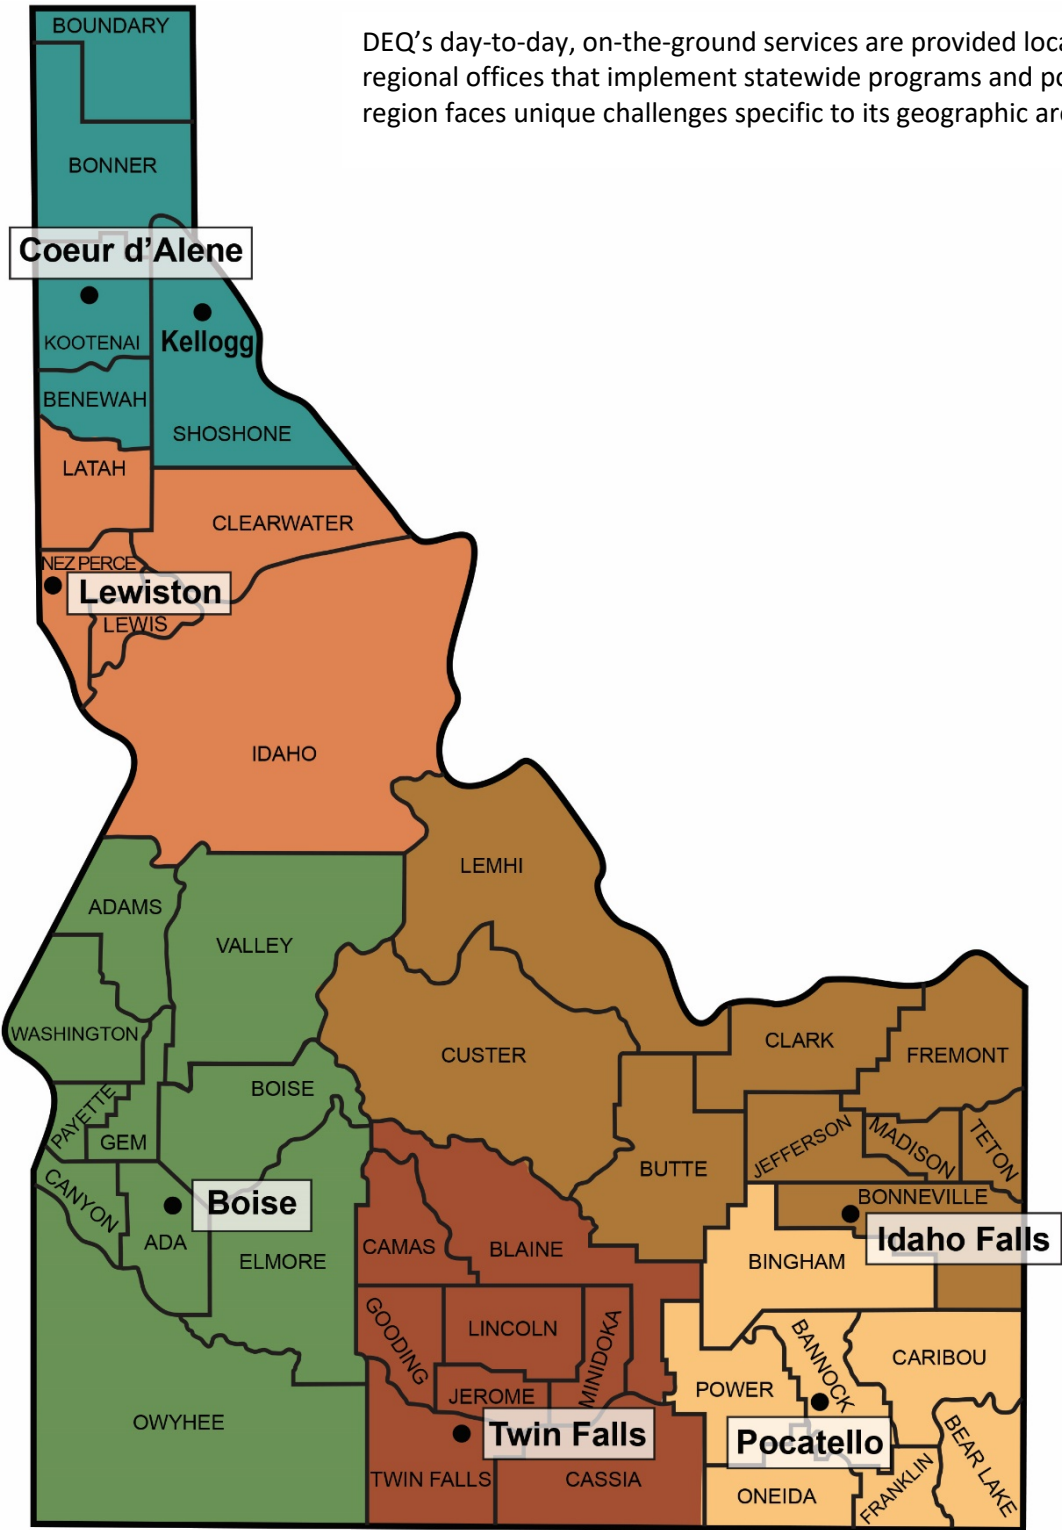 BOUNDARY
DEQ’s day-to-day, on-the-ground services are provided loca
regional offices that implement statewide programs and po
region faces unique challenges specific to its geographic ar
BONNER
Coeur d’Alene
KOOTENAI
Kellogg
BENEWAH
SHOSHONE
LATAH
CLEARWATER
NEZ PERCE
Lewiston
LEWIS
IDAHO
LEMHI
ADAMS
VALLEY
WASHINGTON
CUSTER
CLARK
FREMONT
BOISE
PAYETTE
GEM
JEFFERSON
MADISON
TETON
BUTTE
CANYON
Boise
BONNEVILLE
ADA
ELMORE
CAMAS
BLAINE
BINGHAM
Idaho Falls
GOODING
LINCOLN
MINIDOKA
BANNOCK
CARIBOU
JEROME
POWER
OWYHEE
Twin Falls
Pocatello
BEAR LAKE
TWIN FALLS
CASSIA
ONEIDA
FRANKLIN